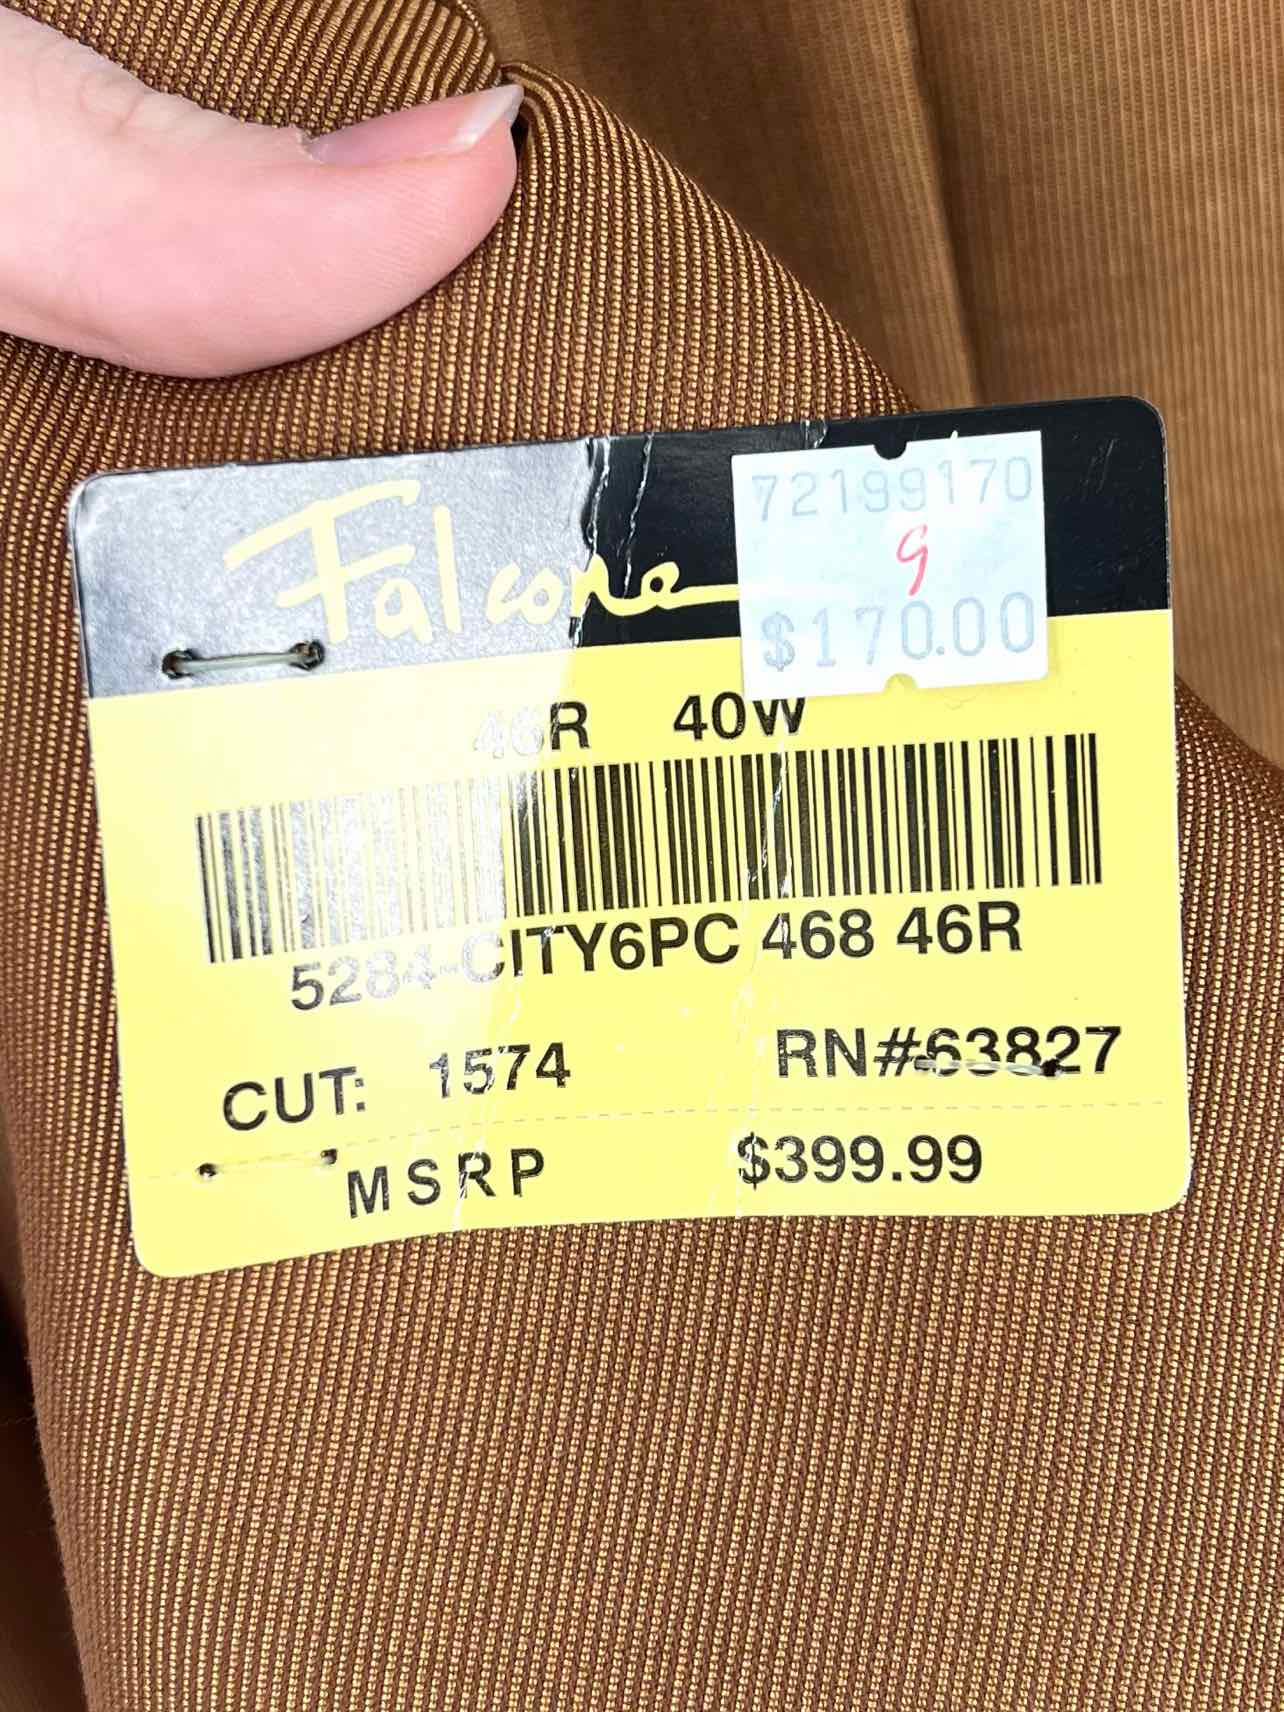 Falcone
72199170
9
$170.00
46R 40W
5284-CITY6PC 468 46R
CUT: 1574 RN#63827
MSRP $399.99